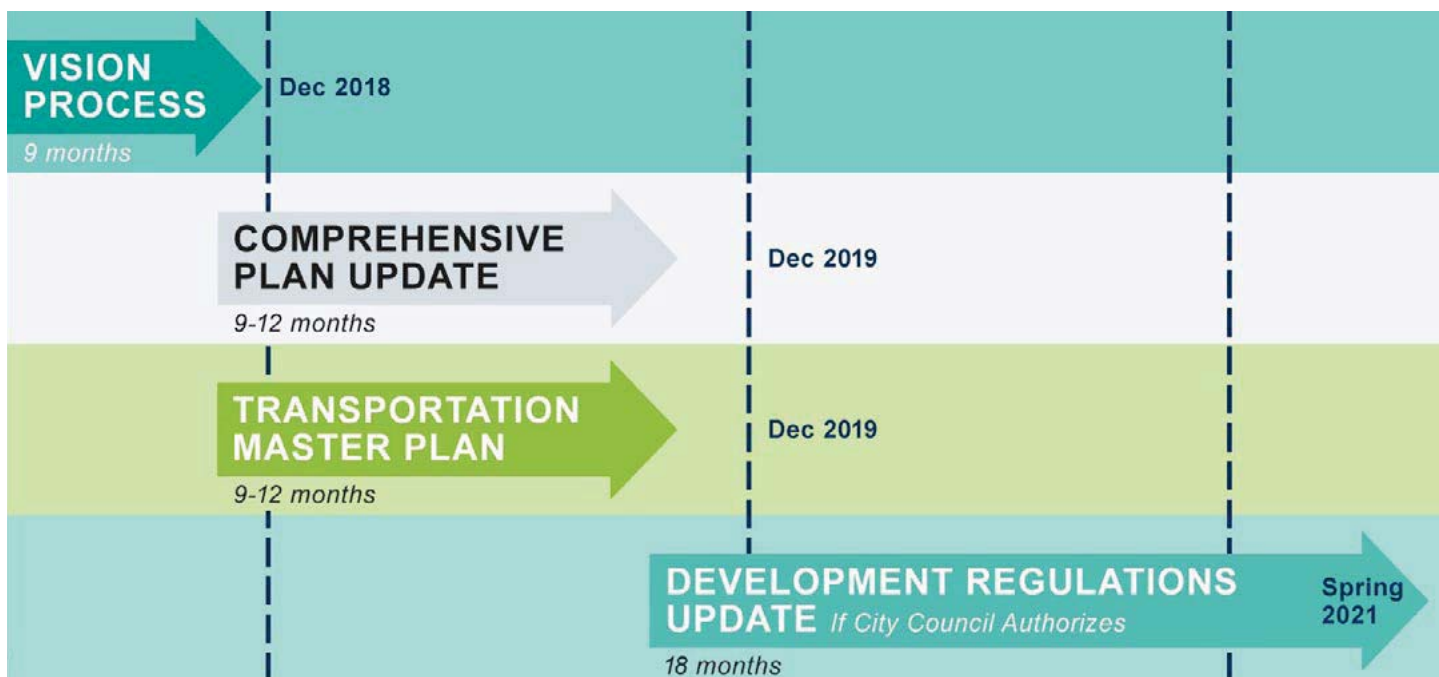 VISION
PROCESS
9 months
Dec 2018
COMPREHENSIVE
PLAN UPDATE
9-12 months
Dec 2019
TRANSPORTATION
MASTER PLAN
9-12 months
Dec 2019
DEVELOPMENT REGULATIONS
UPDATE If City Council Authorizes
18 months
Spring
2021